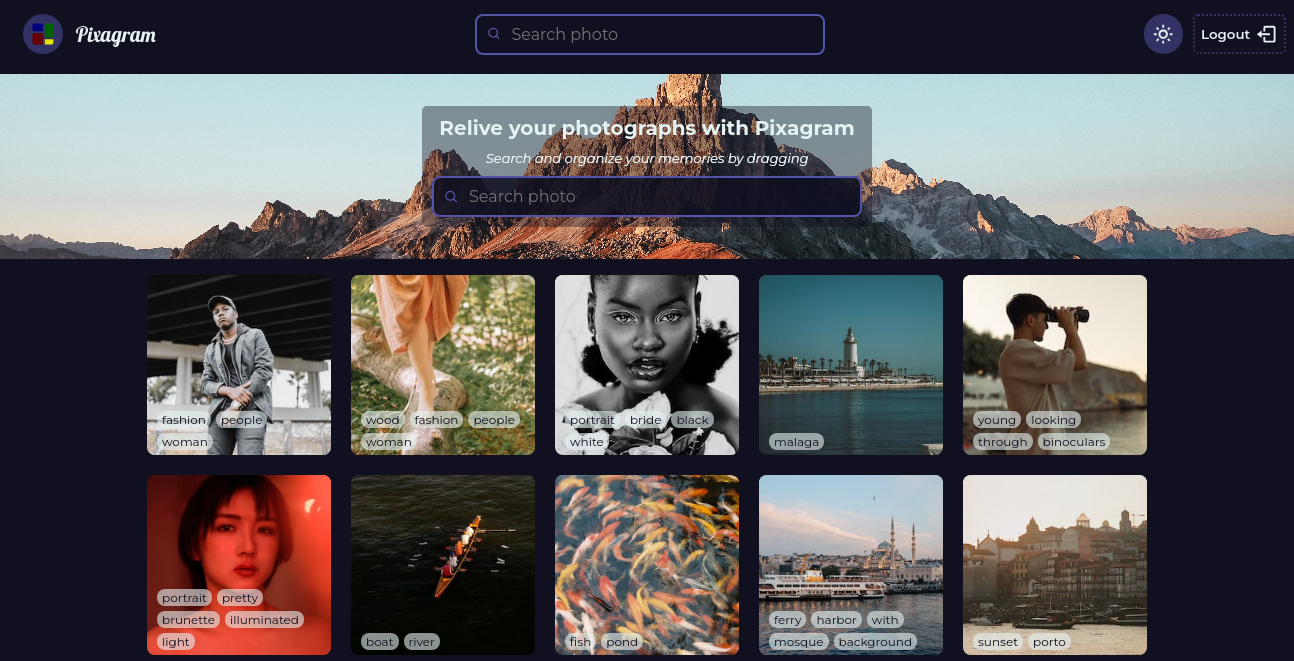 Pixagram
Search photo
Logout
Relive your photographs with Pixagram
Search and organize your memories by dragging
Search photo
fashion people
woman
wood fashion people
woman
portrait bride black
white
malaga
young looking
through binoculars
portrait pretty
brunette illuminated
light
boat river
fish pond
ferry harbor with
mosque background
sunset porto